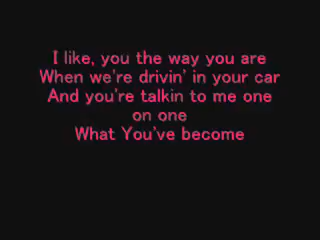 I like, you the way you are
When we're drivin' in your car
And you're talkin to me one
on one
What You've become